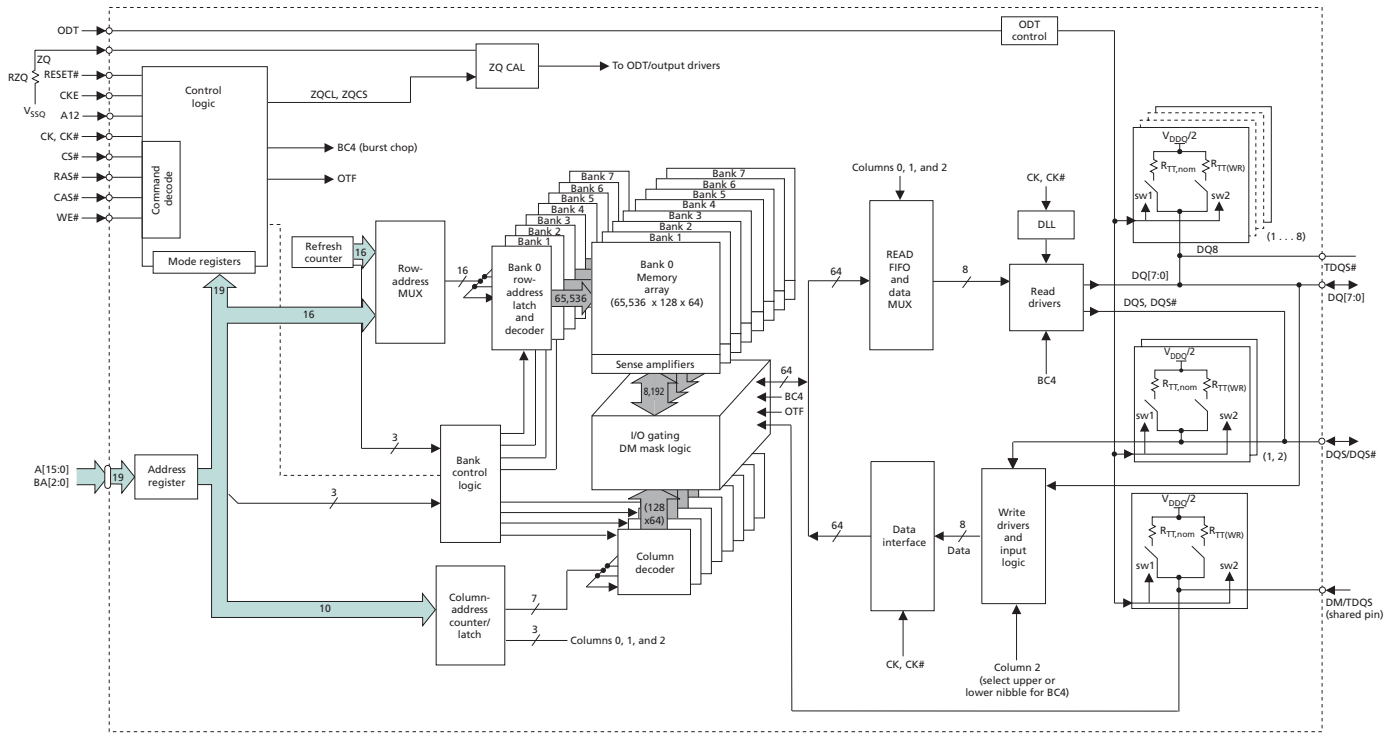 ODT
ODT
control
ZQ
RZQ
VSSQ
RESET#
CKE
A12
CK, CK#
CS#
RAS#
CAS#
WE#
Control
logic
Command
decode
Mode registers
ZQCL, ZQCS
ZQ CAL
To ODT/output drivers
BC4 (burst chop)
OTF
Refresh
counter
16
Row-
address
MUX
16
19
16
Bank 7
Bank 6
Bank 5
Bank 4
Bank 3
Bank 2
Bank 1
Bank 0
row-
address
latch
and
decoder
65,536
Bank 7
Bank 6
Bank 5
Bank 4
Bank 3
Bank 2
Bank 1
Bank 0
Memory
array
(65,536 x 128 x 64)
Sense amplifiers
8,192
64
BC4
OTF
I/O gating
DM mask logic
(128
x64)
Column
decoder
A[15:0]
BA[2:0]
19
Address
register
3
3
Bank
control
logic
10
Column-
address
counter/
latch
7
3
Columns 0, 1, and 2
Columns 0, 1, and 2
64
READ
FIFO
and
data
MUX
8
CK, CK#
DLL
Read
drivers
BC4
64
Data
interface
8
Data
Write
drivers
and
input
logic
CK, CK#
Column 2
(select upper or
lower nibble for BC4)
VDDQ/2
RTT,nom
RTT(WR)
sw1
sw2
(1 . . . 8)
DQ8
TDQS#
DQ[7:0]
DQ[7:0]
DQS, DQS#
VDDQ/2
RTT,nom
RTT(WR)
sw1
sw2
(1, 2)
DQS/DQS#
VDDQ/2
RTT,nom
RTT(WR)
sw1
sw2
DM/TDQS
(shared pin)